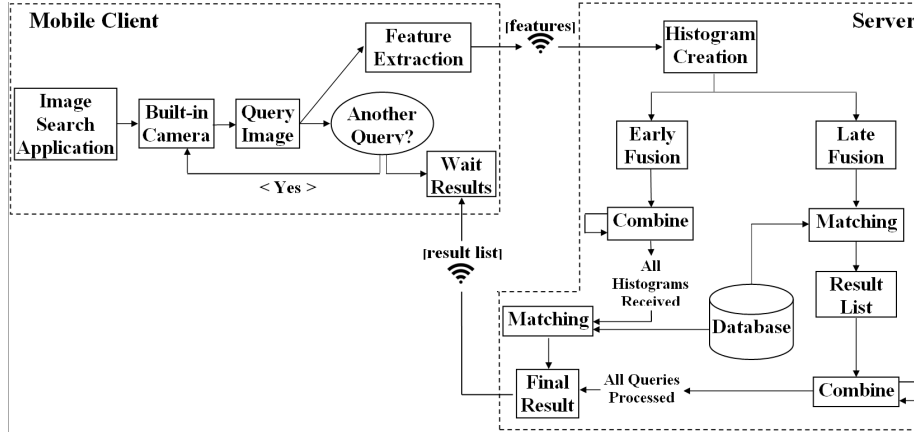 Mobile Client
Server
Feature
Extraction
[features]
Histogram
Creation
Image
Search
Application
Built-in
Camera
Query
Image
Another
Query?
< Yes >
Wait
Results
Early
Fusion
Late
Fusion
Combine
Matching
[result list]
All
Histograms
Received
Result
List
Matching
Database
Final
Result
All Queries
Processed
Combine